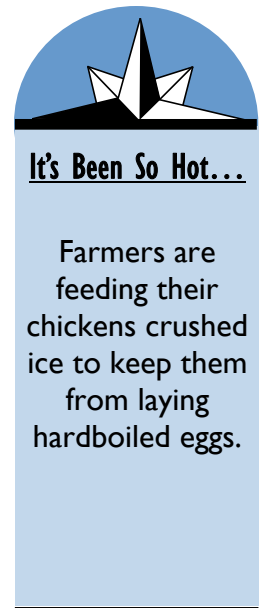 It's Been So Hot…
Farmers are
feeding their
chickens crushed
ice to keep them
from laying
hardboiled eggs.